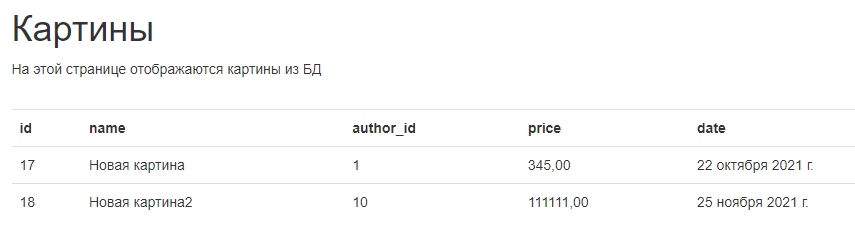 Картины
На этой странице отображаются картины из БД
id name author_id price date
17 Новая картина 1 345,00 22 октября 2021 г.
18 Новая картина2 10 111111,00 25 ноября 2021 г.